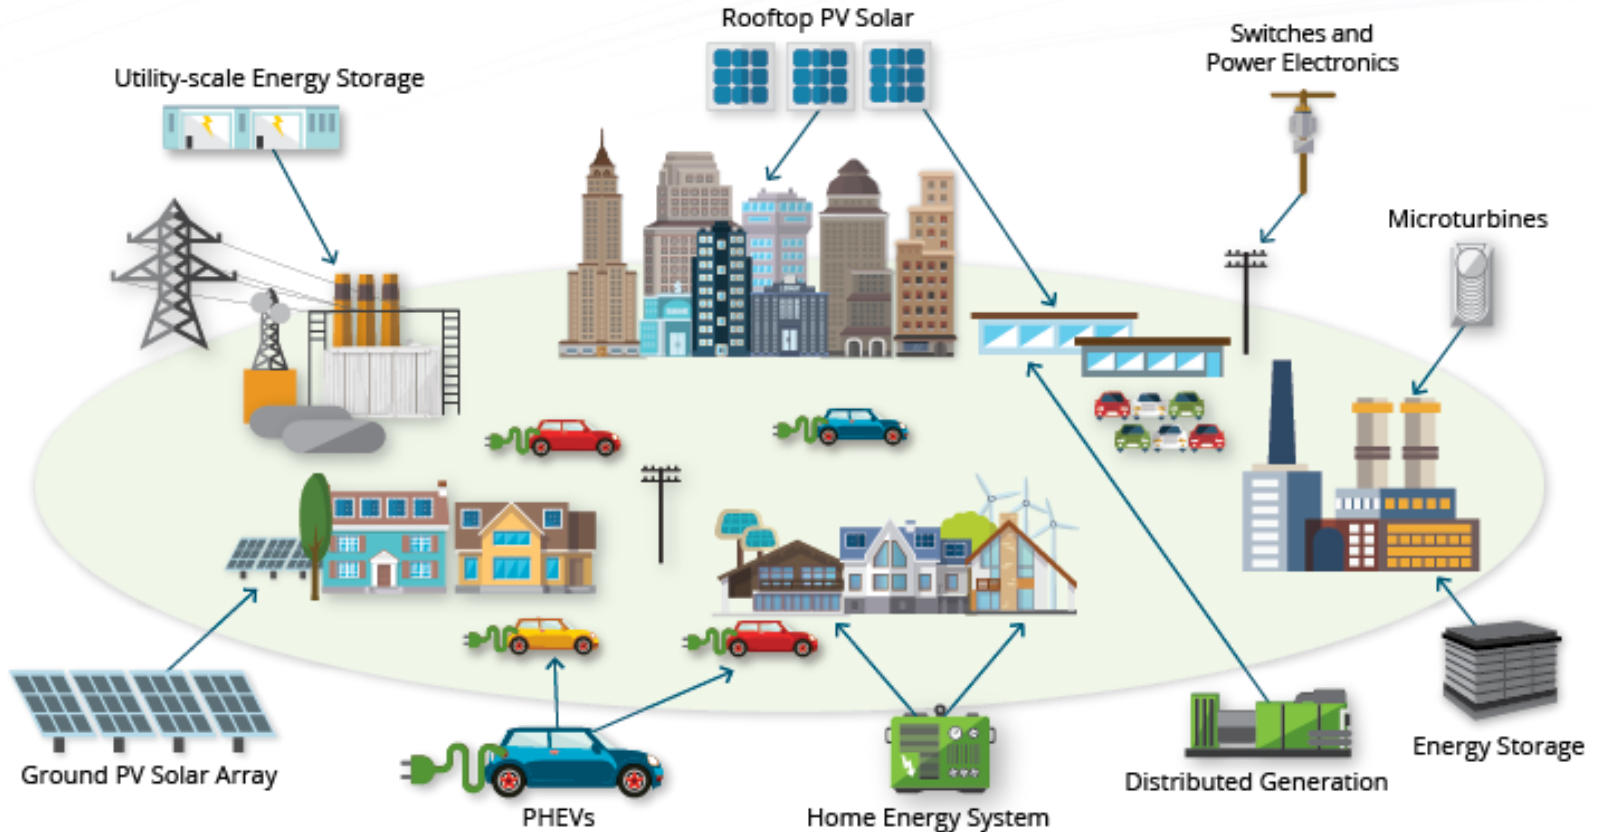 Rooftop PV Solar
Switches and
Power Electronics
Utility-scale Energy Storage
Microturbines
Ground PV Solar Array
PHEVs
Home Energy System
Distributed Generation
Energy Storage